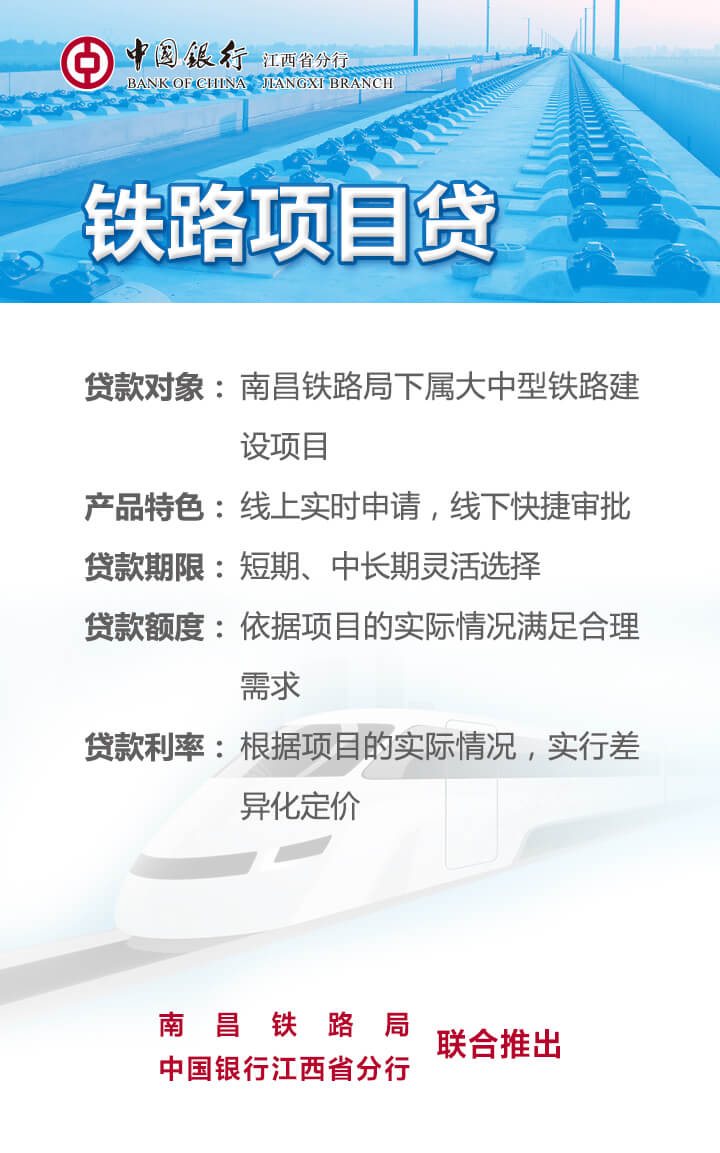 中国银行 江西省分行
BANK OF CHINA JIANGXI BRANCH
铁路项目贷
贷款对象：南昌铁路局下属大中型铁路建
设项目
产品特色：线上实时申请，线下快捷审批
贷款期限：短期、中长期灵活选择
贷款额度：依据项目的实际情况满足合理
需求
贷款利率：根据项目的实际情况，实行差
异化定价
南昌铁路局
中国银行江西省分行
联合推出